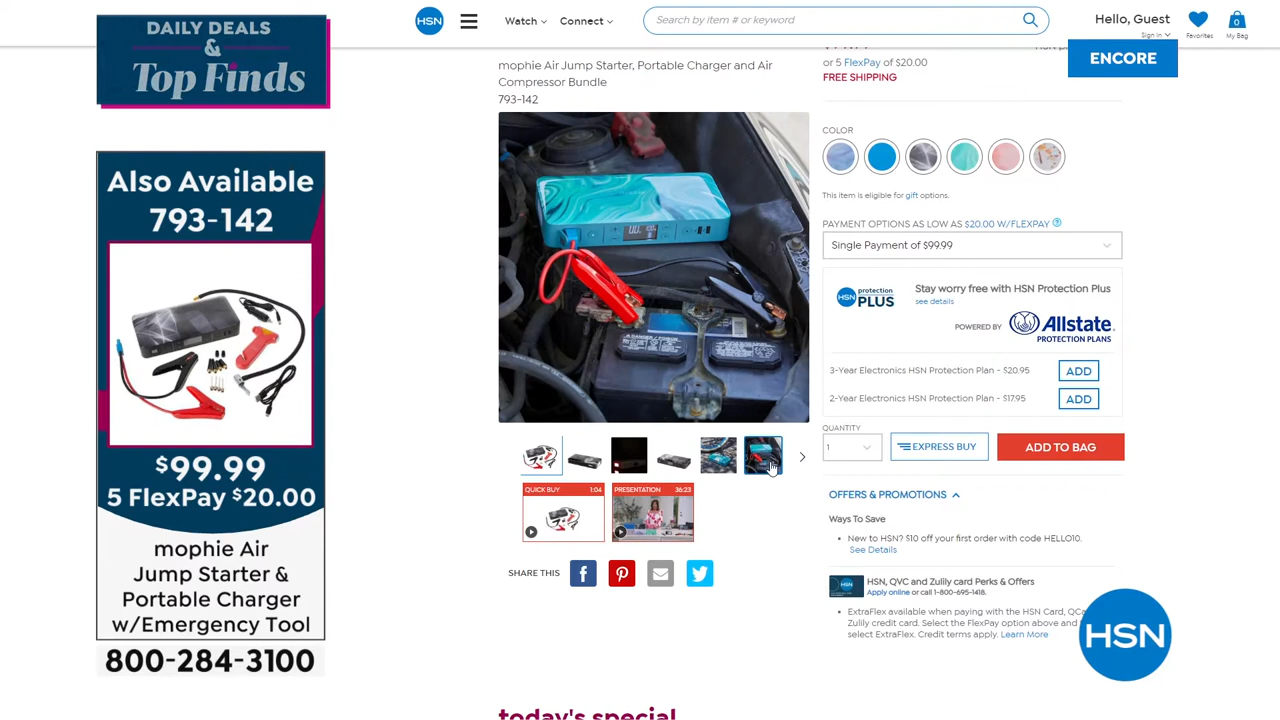 DAILY DEALS
&
Top Finds
Also Available
793-142
$99.99
5 FlexPay $20.00
mophie Air
Jump Starter &
Portable Charger
w/Emergency Tool
800-284-3100
HSN
Watch
Connect
Search by item # or keyword
Hello, Guest
Sign In
Favorites
0
My Bag
ENCORE
mophie Air Jump Starter, Portable Charger and Air
Compressor Bundle
793-142
or 5 FlexPay of $20.00
FREE SHIPPING
COLOR
This item is eligible for gift options.
PAYMENT OPTIONS AS LOW AS $20.00 W/FLEXPAY
Single Payment of $99.99
HSN protection PLUS
Stay worry free with HSN Protection Plus
see details
POWERED BY
Allstate
PROTECTION PLANS
3-Year Electronics HSN Protection Plan - $20.95
ADD
2-Year Electronics HSN Protection Plan - $17.95
ADD
QUANTITY
1
EXPRESS BUY
ADD TO BAG
QUICK BUY 1:04
PRESENTATION 36:23
SHARE THIS
OFFERS & PROMOTIONS
Ways To Save
New to HSN? $10 off your first order with code HELLO10.
See Details
HSN, QVC and Zulily card Perks & Offers
Apply online or call 1-800-695-1418.
ExtraFlex available when paying with the HSN Card, QCa
Zulily credit card. Select the FlexPay option above and
select ExtraFlex. Credit terms apply. Learn More
HSN
today's special